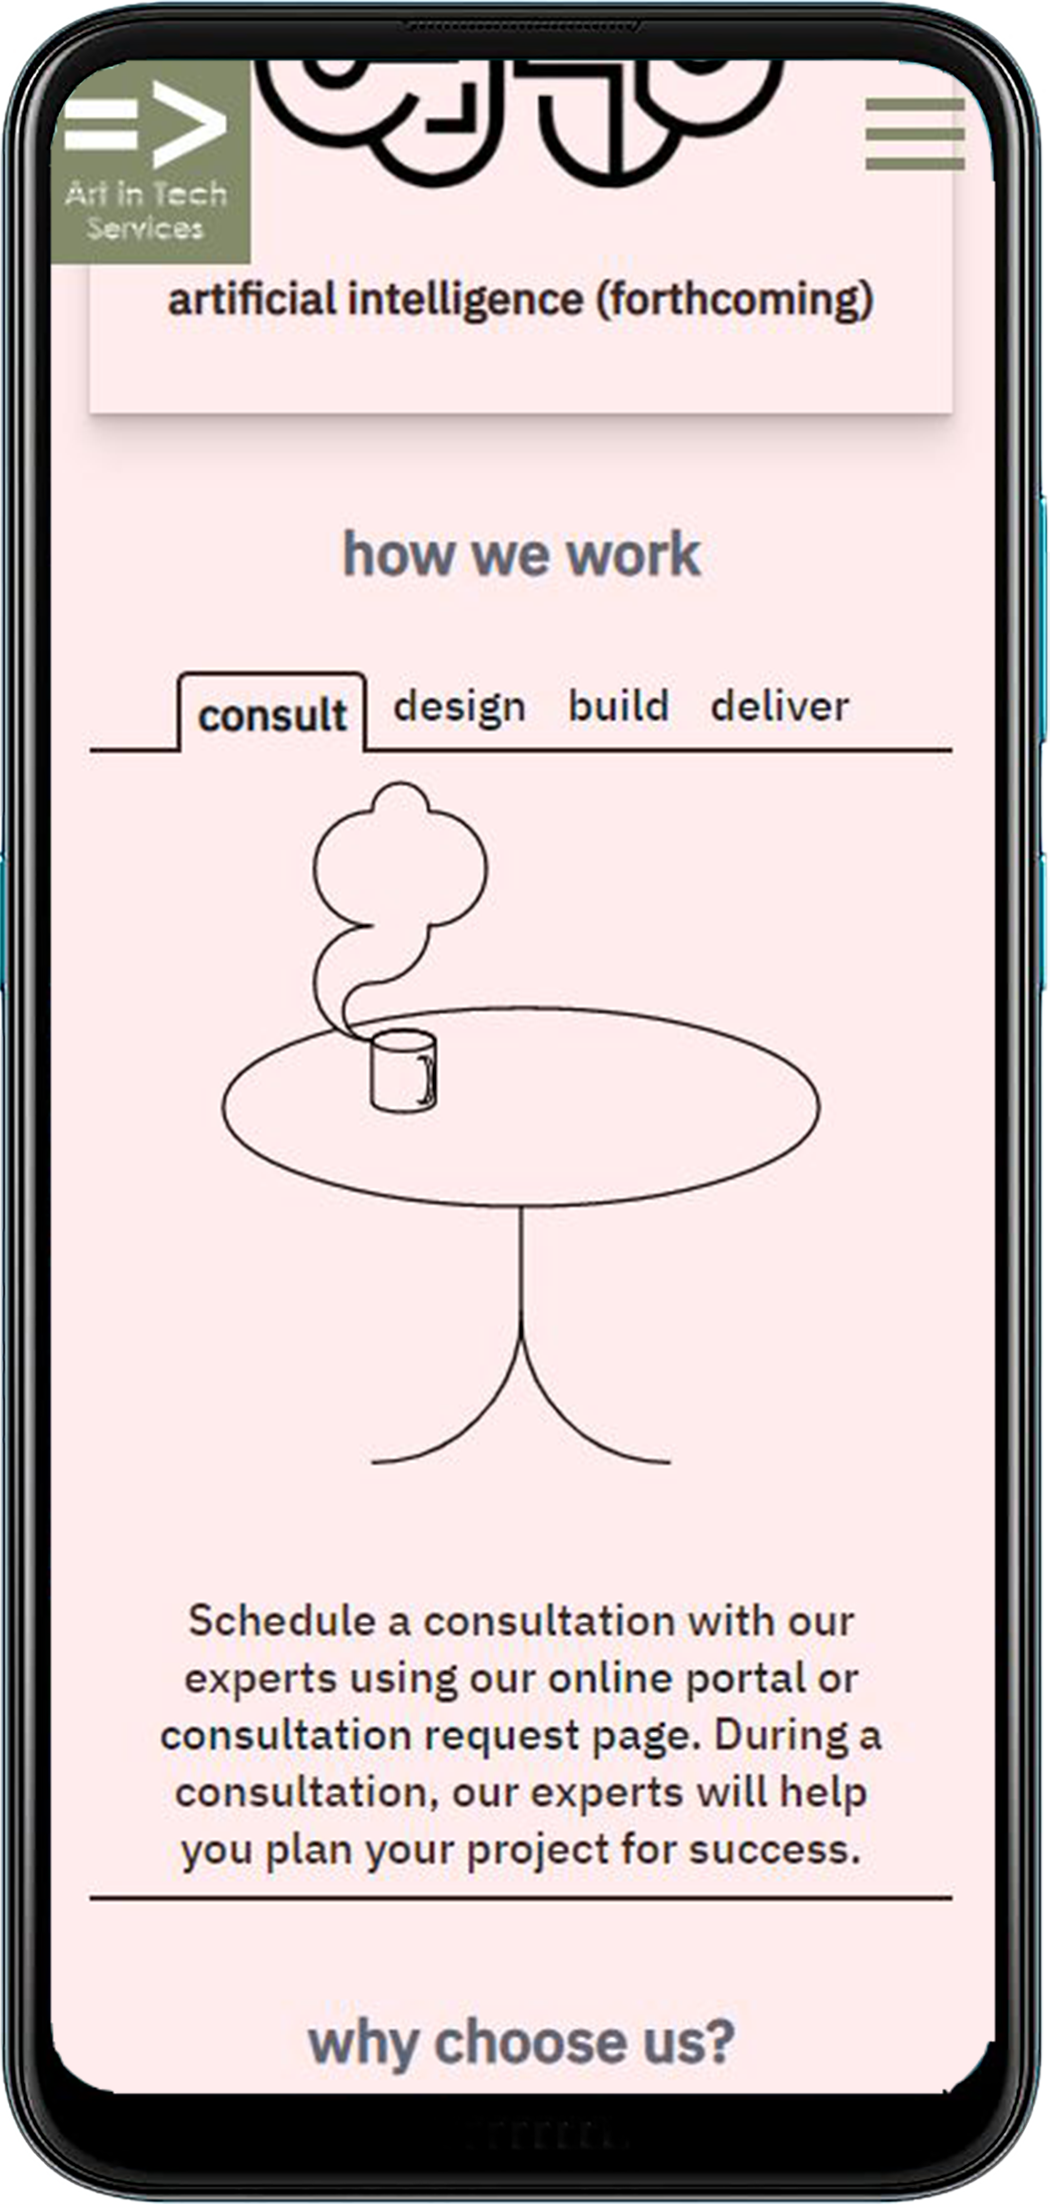 =>
Art in Tech
Services
artificial intelligence (forthcoming)
how we work
consult design build deliver
Schedule a consultation with our
experts using our online portal or
consultation request page. During a
consultation, our experts will help
you plan your project for success.
why choose us?